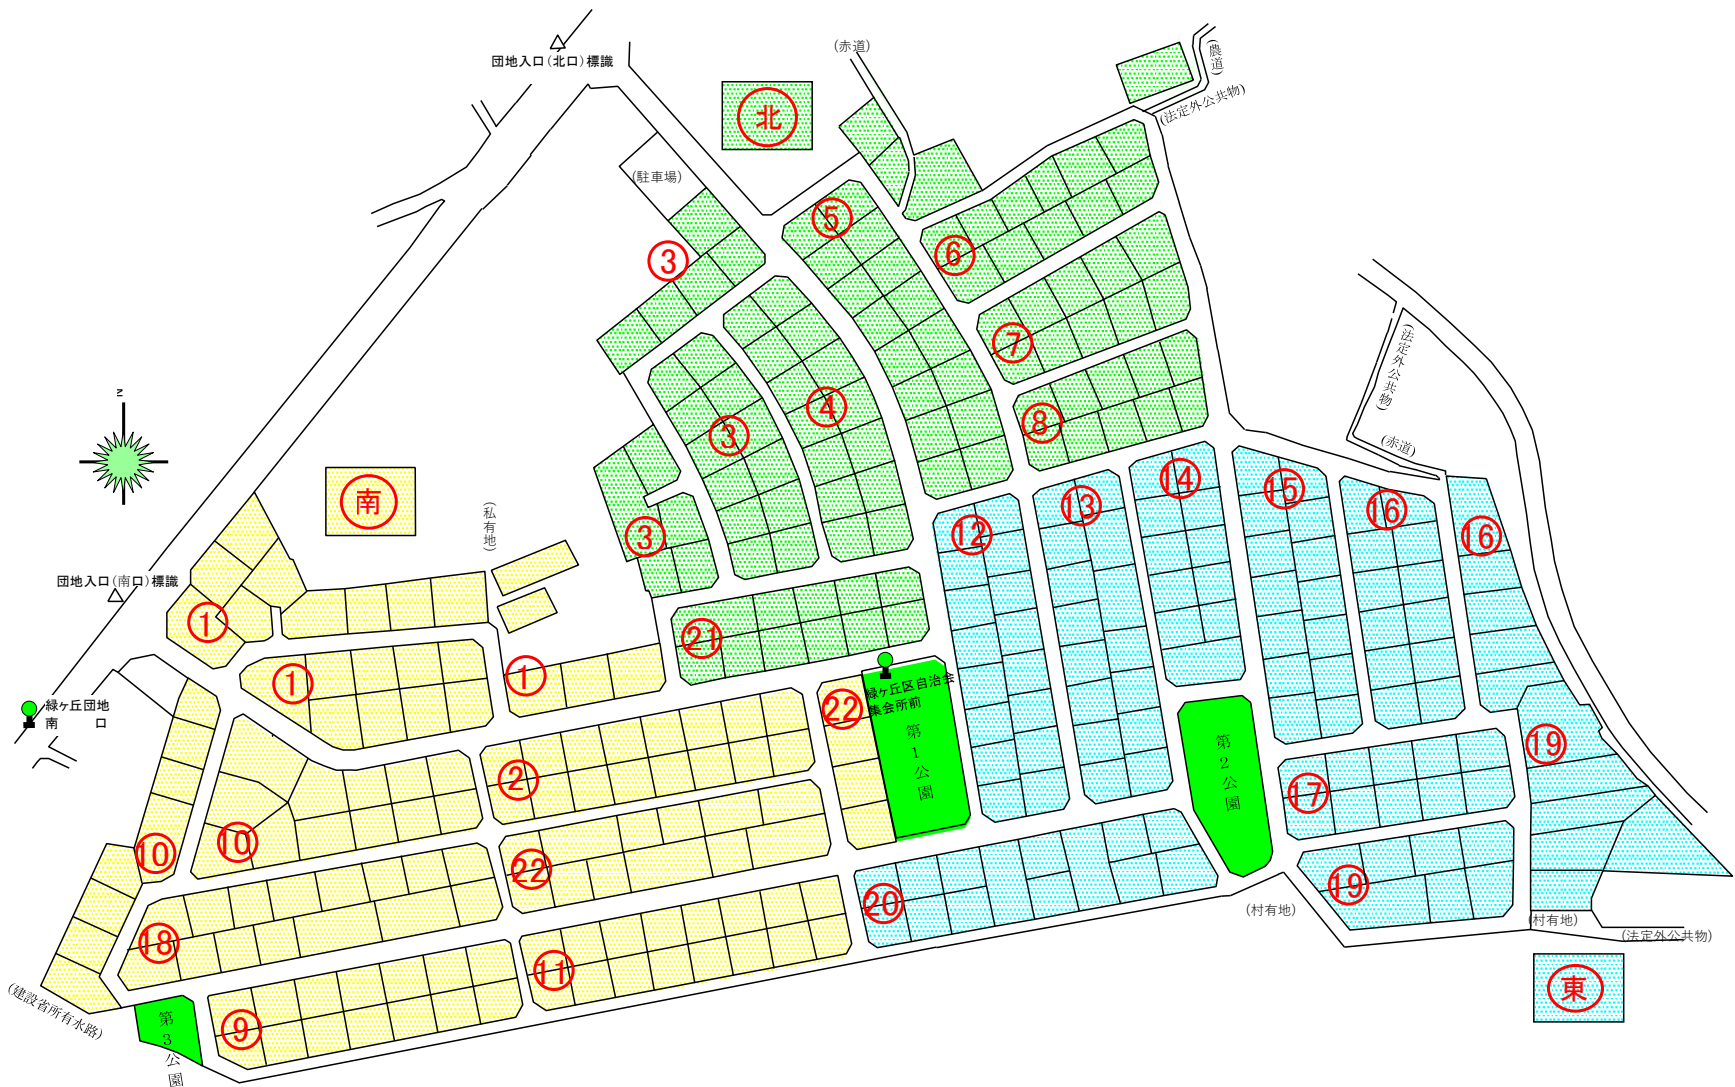 団地入口(北口)標識
(赤道)
(農道)
(法定外公共物)
北
(駐車場)
⑤
③
⑥
⑦
④
③
⑧
(法定外公共物)
(赤道)
N
南
(私有地)
③
⑫
⑬
⑭
⑮
⑯
⑯
団地入口(南口)標識
①
①
①
㉑
㉒
緑ヶ丘区自治会
集会所前
第1公園
緑ヶ丘団地
南 口
②
第2公園
⑲
⑰
⑩
⑩
㉒
⑳
⑲
(村有地)
(村有地)
(法定外公共物)
⑱
⑪
⑨
東
(建設省所有水路)
第3公園